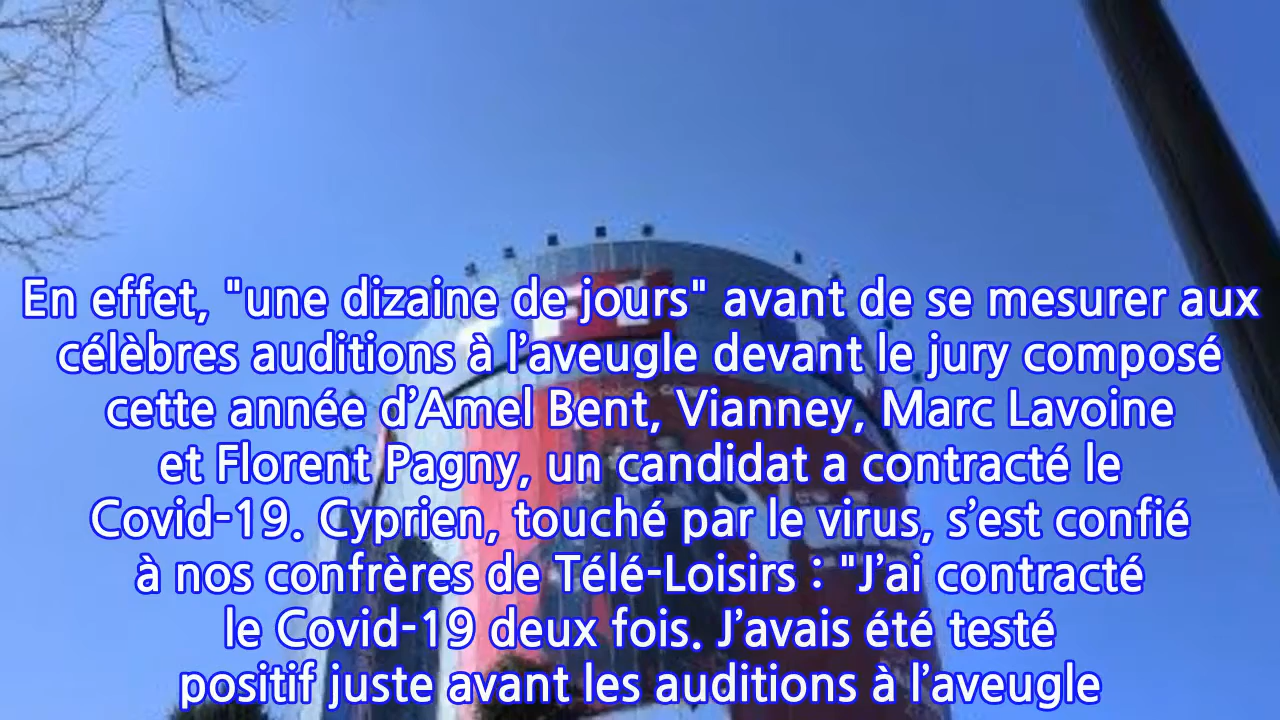 En effet, "une dizaine de jours" avant de se mesurer aux
célèbres auditions à l’aveugle devant le jury composé
cette année d’Amel Bent, Vianney, Marc Lavoine
et Florent Pagny, un candidat a contracté le
Covid-19. Cyprien, touché par le virus, s’est confié
à nos confrères de Télé-Loisirs : "J’ai contracté
le Covid-19 deux fois. J’avais été testé
positif juste avant les auditions à l’aveugle